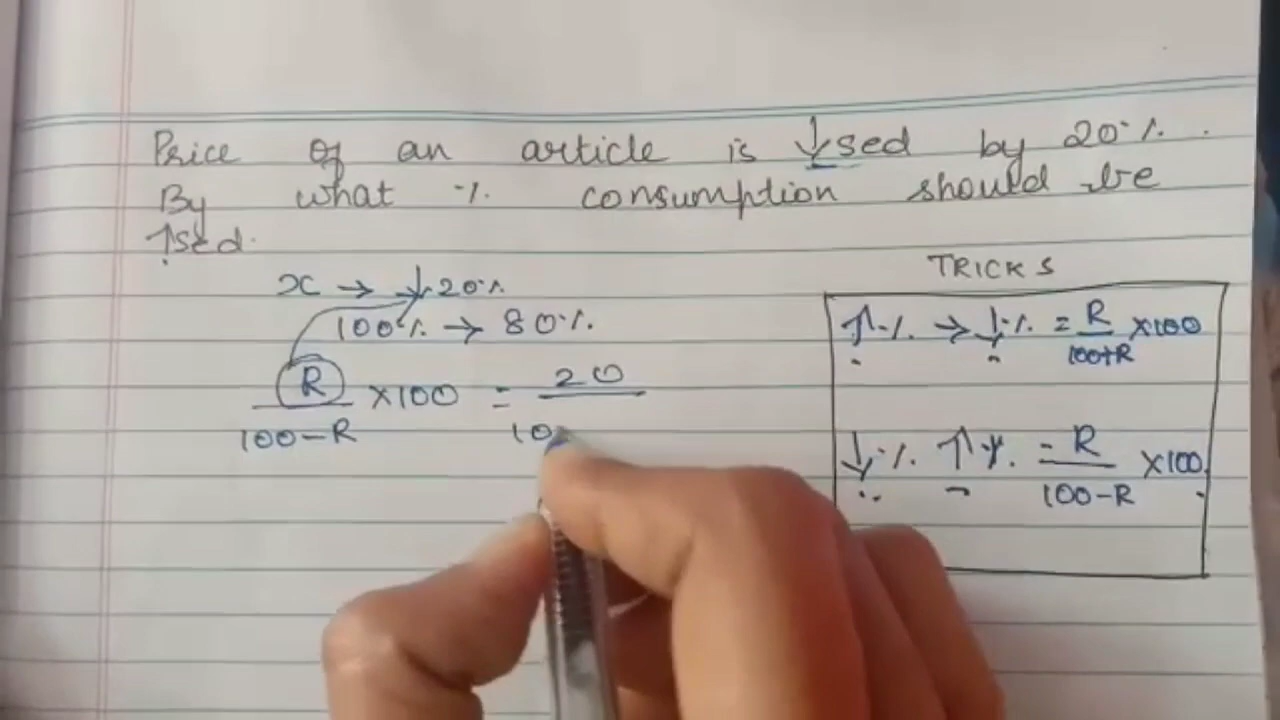 Price of an article is ↓sed by 20%.
By what % consumption should be
↑sed.
x → ↓20%
100% → 80%
R/100-R ×100 = 20/10
TRICKS
↑% → ↓% = R/100+R ×100
↓% ↑% = R/100-R ×100